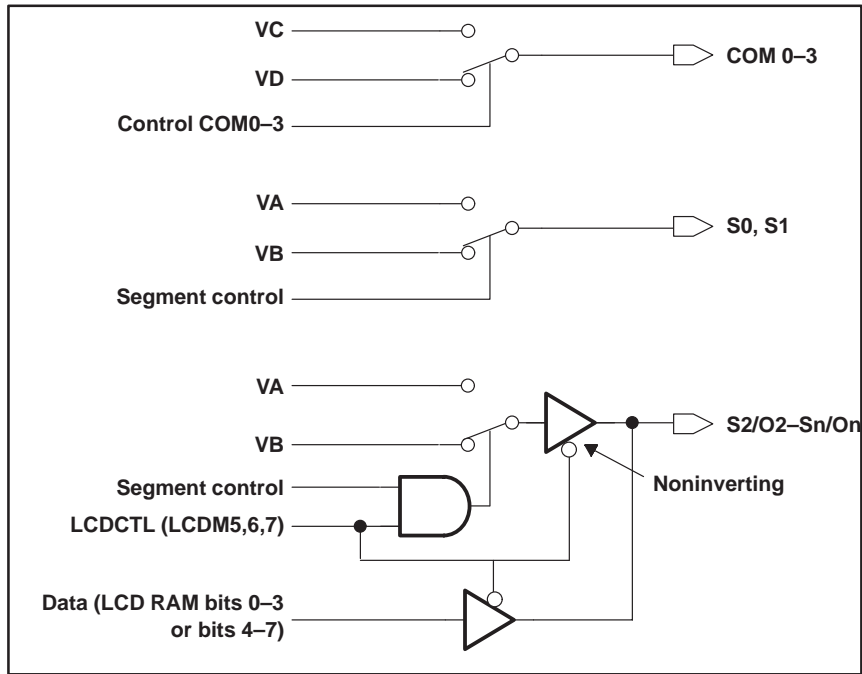 VC
COM 0–3
VD
Control COM0–3
VA
S0, S1
VB
Segment control
VA
S2/O2–Sn/On
VB
Segment control
Noninverting
LCDCTL (LCDM5,6,7)
Data (LCD RAM bits 0–3
or bits 4–7)